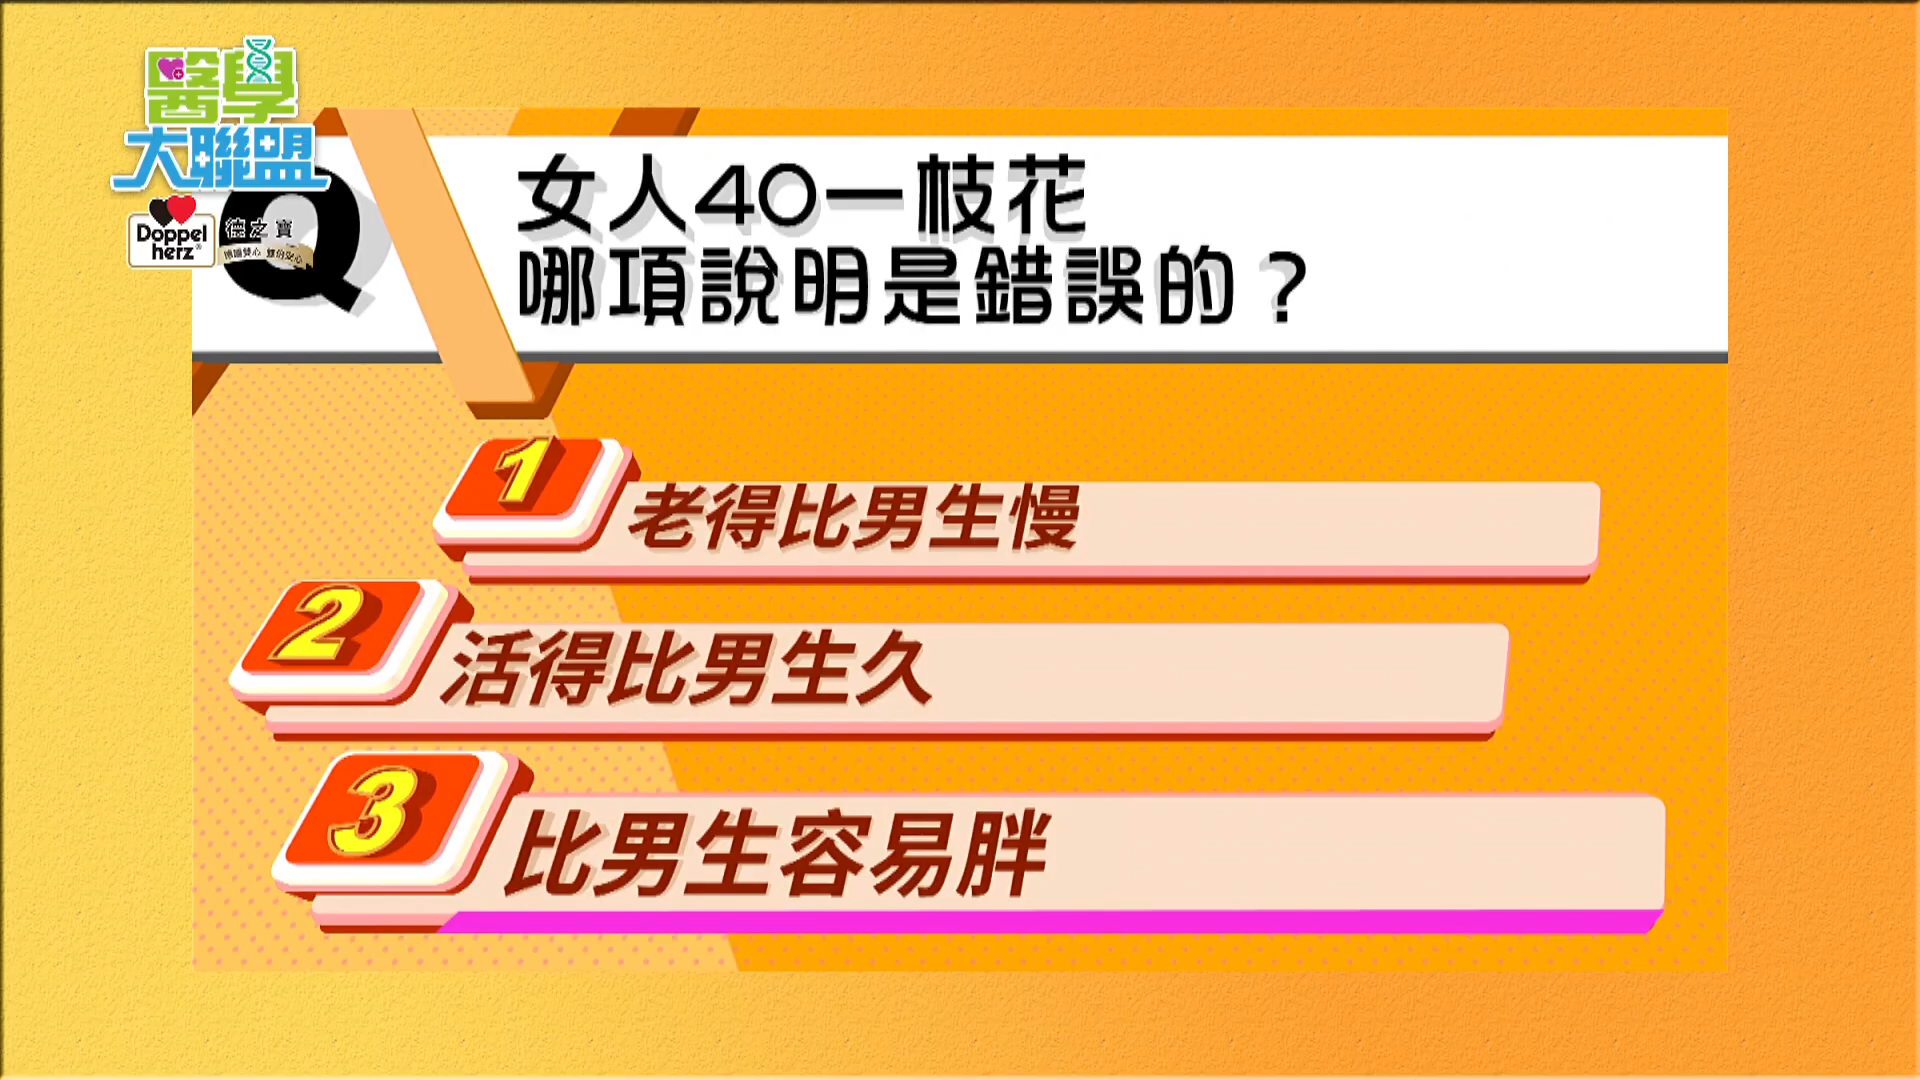 醫學
大聯盟
Doppel
herz®
德之寶
Q
女人40一枝花
哪項說明是錯誤的？
1 老得比男生慢
2 活得比男生久
3 比男生容易胖